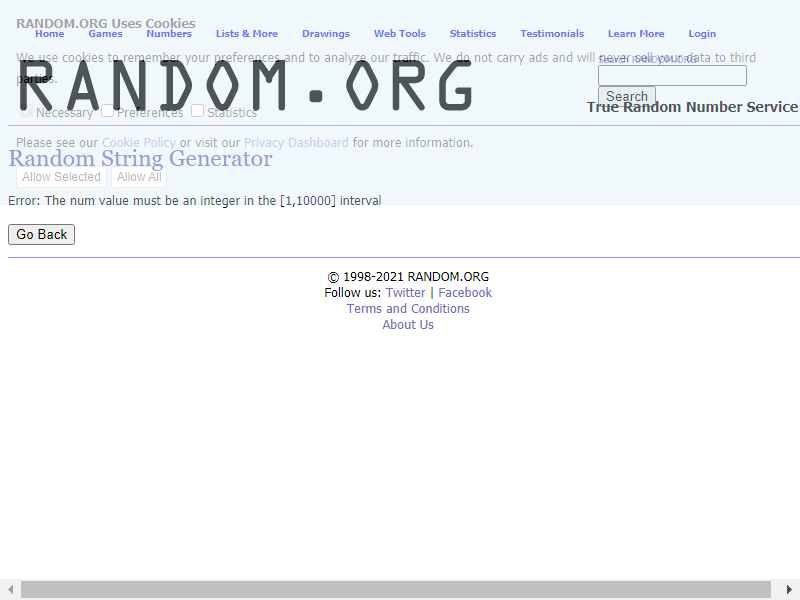 RANDOM.ORG Uses Cookies
Home Games Numbers Lists & More Drawings Web Tools Statistics Testimonials Learn More Login
We use cookies to remember your preferences and to analyze our traffic. We do not carry ads and will never sell your data to third
parties.
Search RANDOM.ORG
RANDOM.ORG
Search
True Random Number Service
Necessary Preferences Statistics
Please see our Cookie Policy or visit our Privacy Dashboard for more information.
Random String Generator
Allow Selected Allow All
Error: The num value must be an integer in the [1,10000] interval
Go Back
© 1998-2021 RANDOM.ORG
Follow us: Twitter | Facebook
Terms and Conditions
About Us